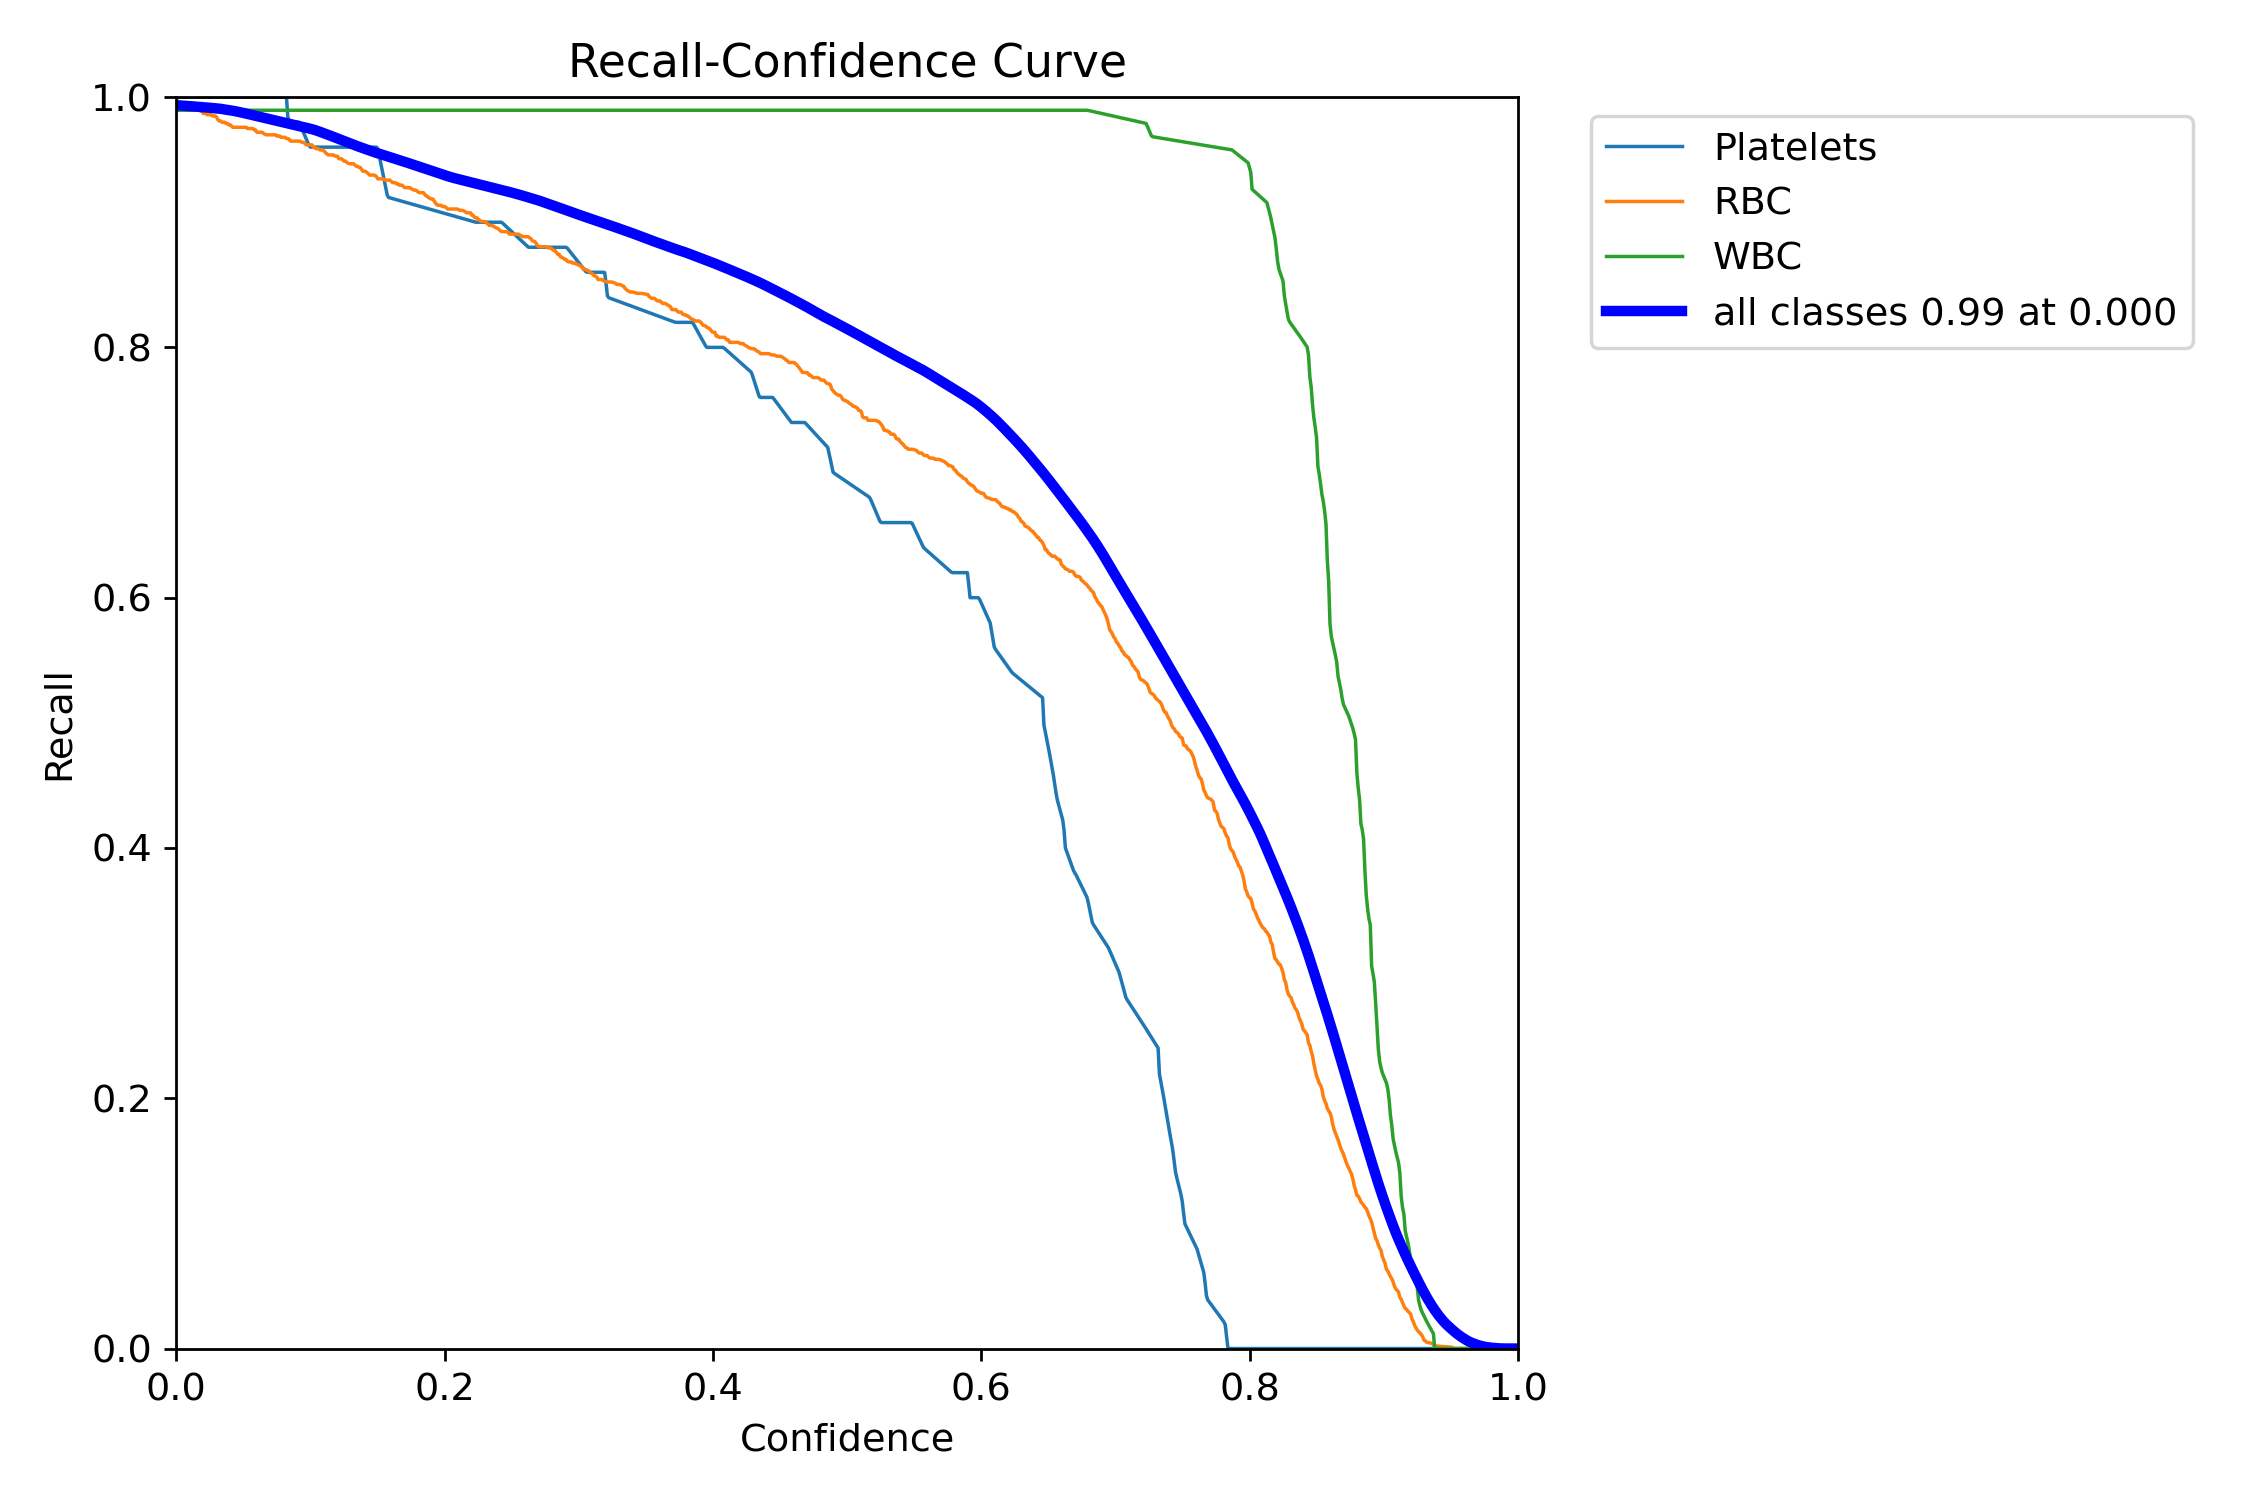 Recall-Confidence Curve
1.0
0.8
0.6
0.4
0.2
0.0
Recall
0.0 0.2 0.4 0.6 0.8 1.0
Confidence
Platelets
RBC
WBC
all classes 0.99 at 0.000